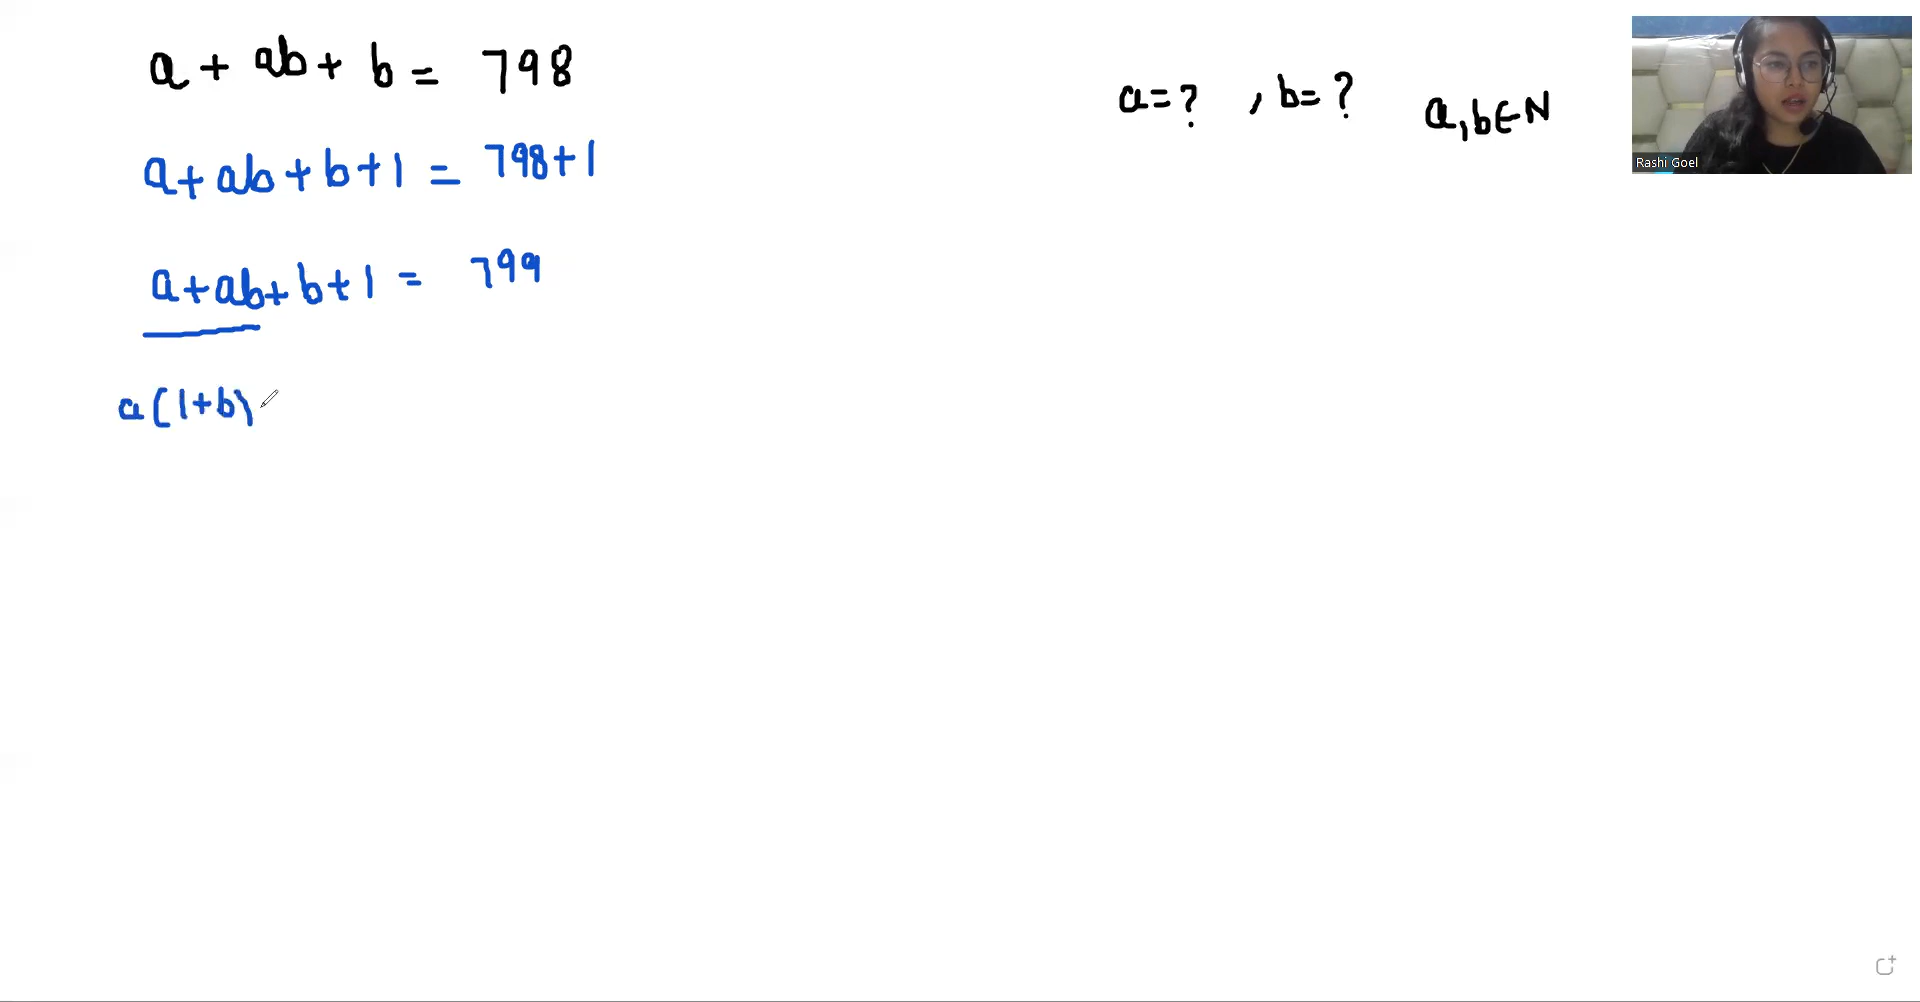 a + ab + b = 798
a=? , b=? a,b∈N
Rashi Goel
a+ab+b+1 = 798+1
a+ab+b+1 = 799
a(1+b)